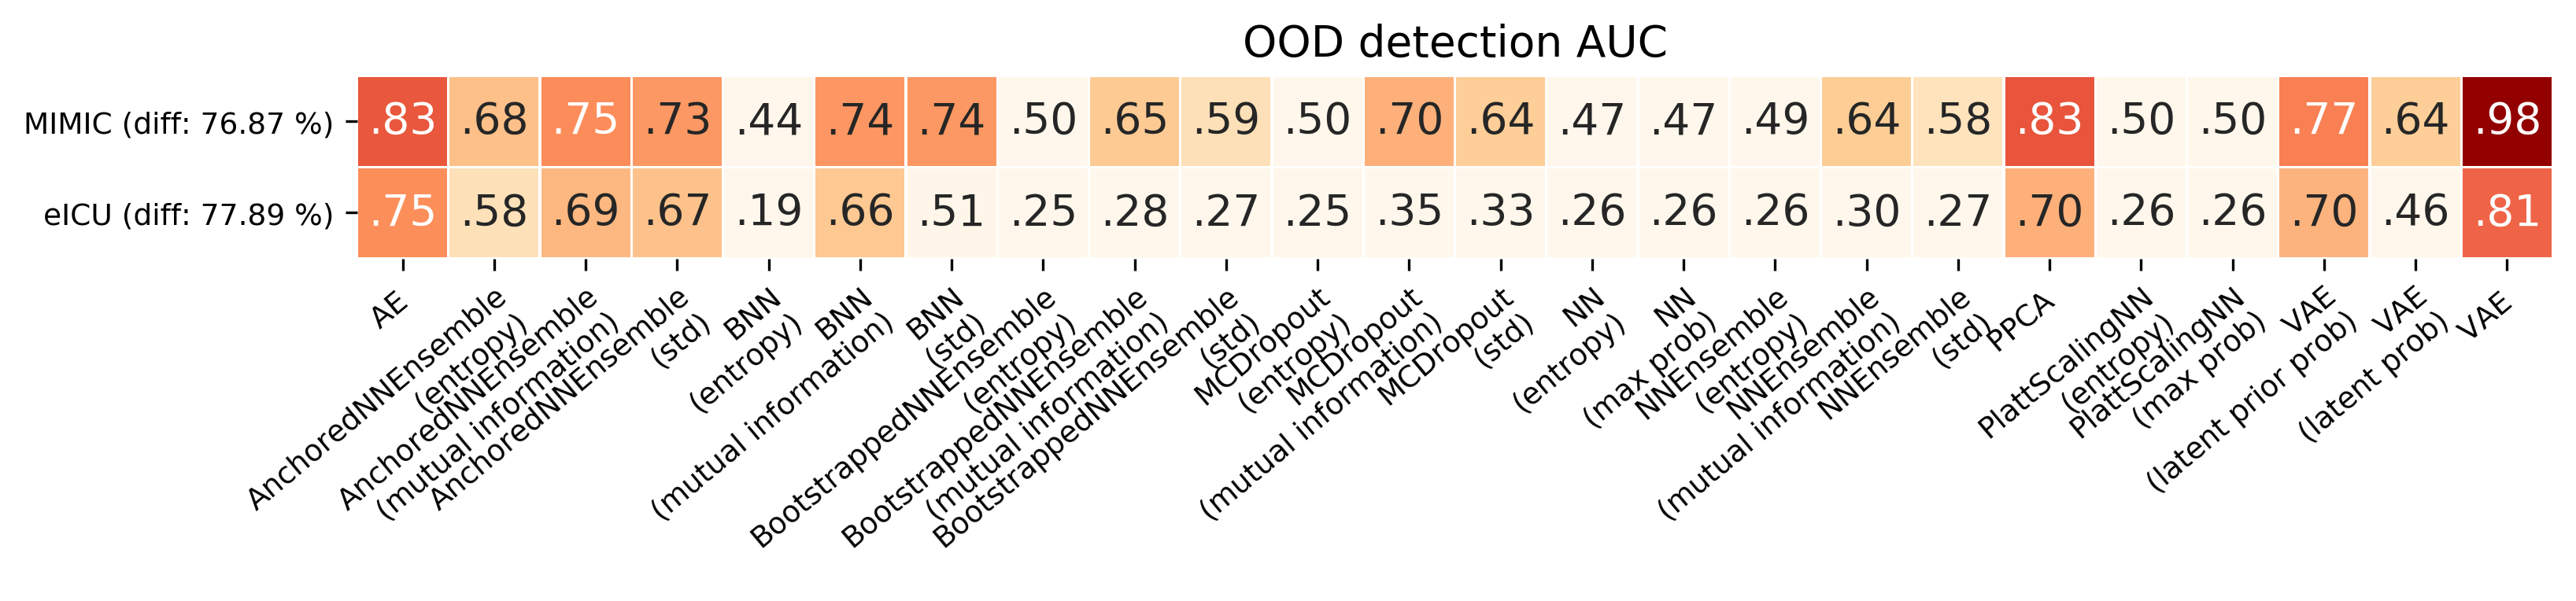 OOD detection AUC
MIMIC (diff: 76.87 %) .83 .68 .75 .73 .44 .74 .74 .50 .65 .59 .50 .70 .64 .47 .47 .49 .64 .58 .83 .50 .50 .77 .64 .98
eICU (diff: 77.89 %) .75 .58 .69 .67 .19 .66 .51 .25 .28 .27 .25 .35 .33 .26 .26 .26 .30 .27 .70 .26 .26 .70 .46 .81
AE
AnchoredNNEnsemble
(entropy)
AnchoredNNEnsemble
(mutual information)
AnchoredNNEnsemble
(std)
BNN
(entropy)
BNN
(mutual information)
BNN
(std)
BootstrappedNNEnsemble
(entropy)
BootstrappedNNEnsemble
(mutual information)
BootstrappedNNEnsemble
(std)
MCDropout
(entropy)
MCDropout
(mutual information)
MCDropout
(std)
NN
(entropy)
NN
(max prob)
NNEnsemble
(entropy)
NNEnsemble
(mutual information)
NNEnsemble
(std)
PPCA
PlattScalingNN
(entropy)
PlattScalingNN
(max prob)
VAE
(latent prior prob)
VAE
(latent prob)
VAE